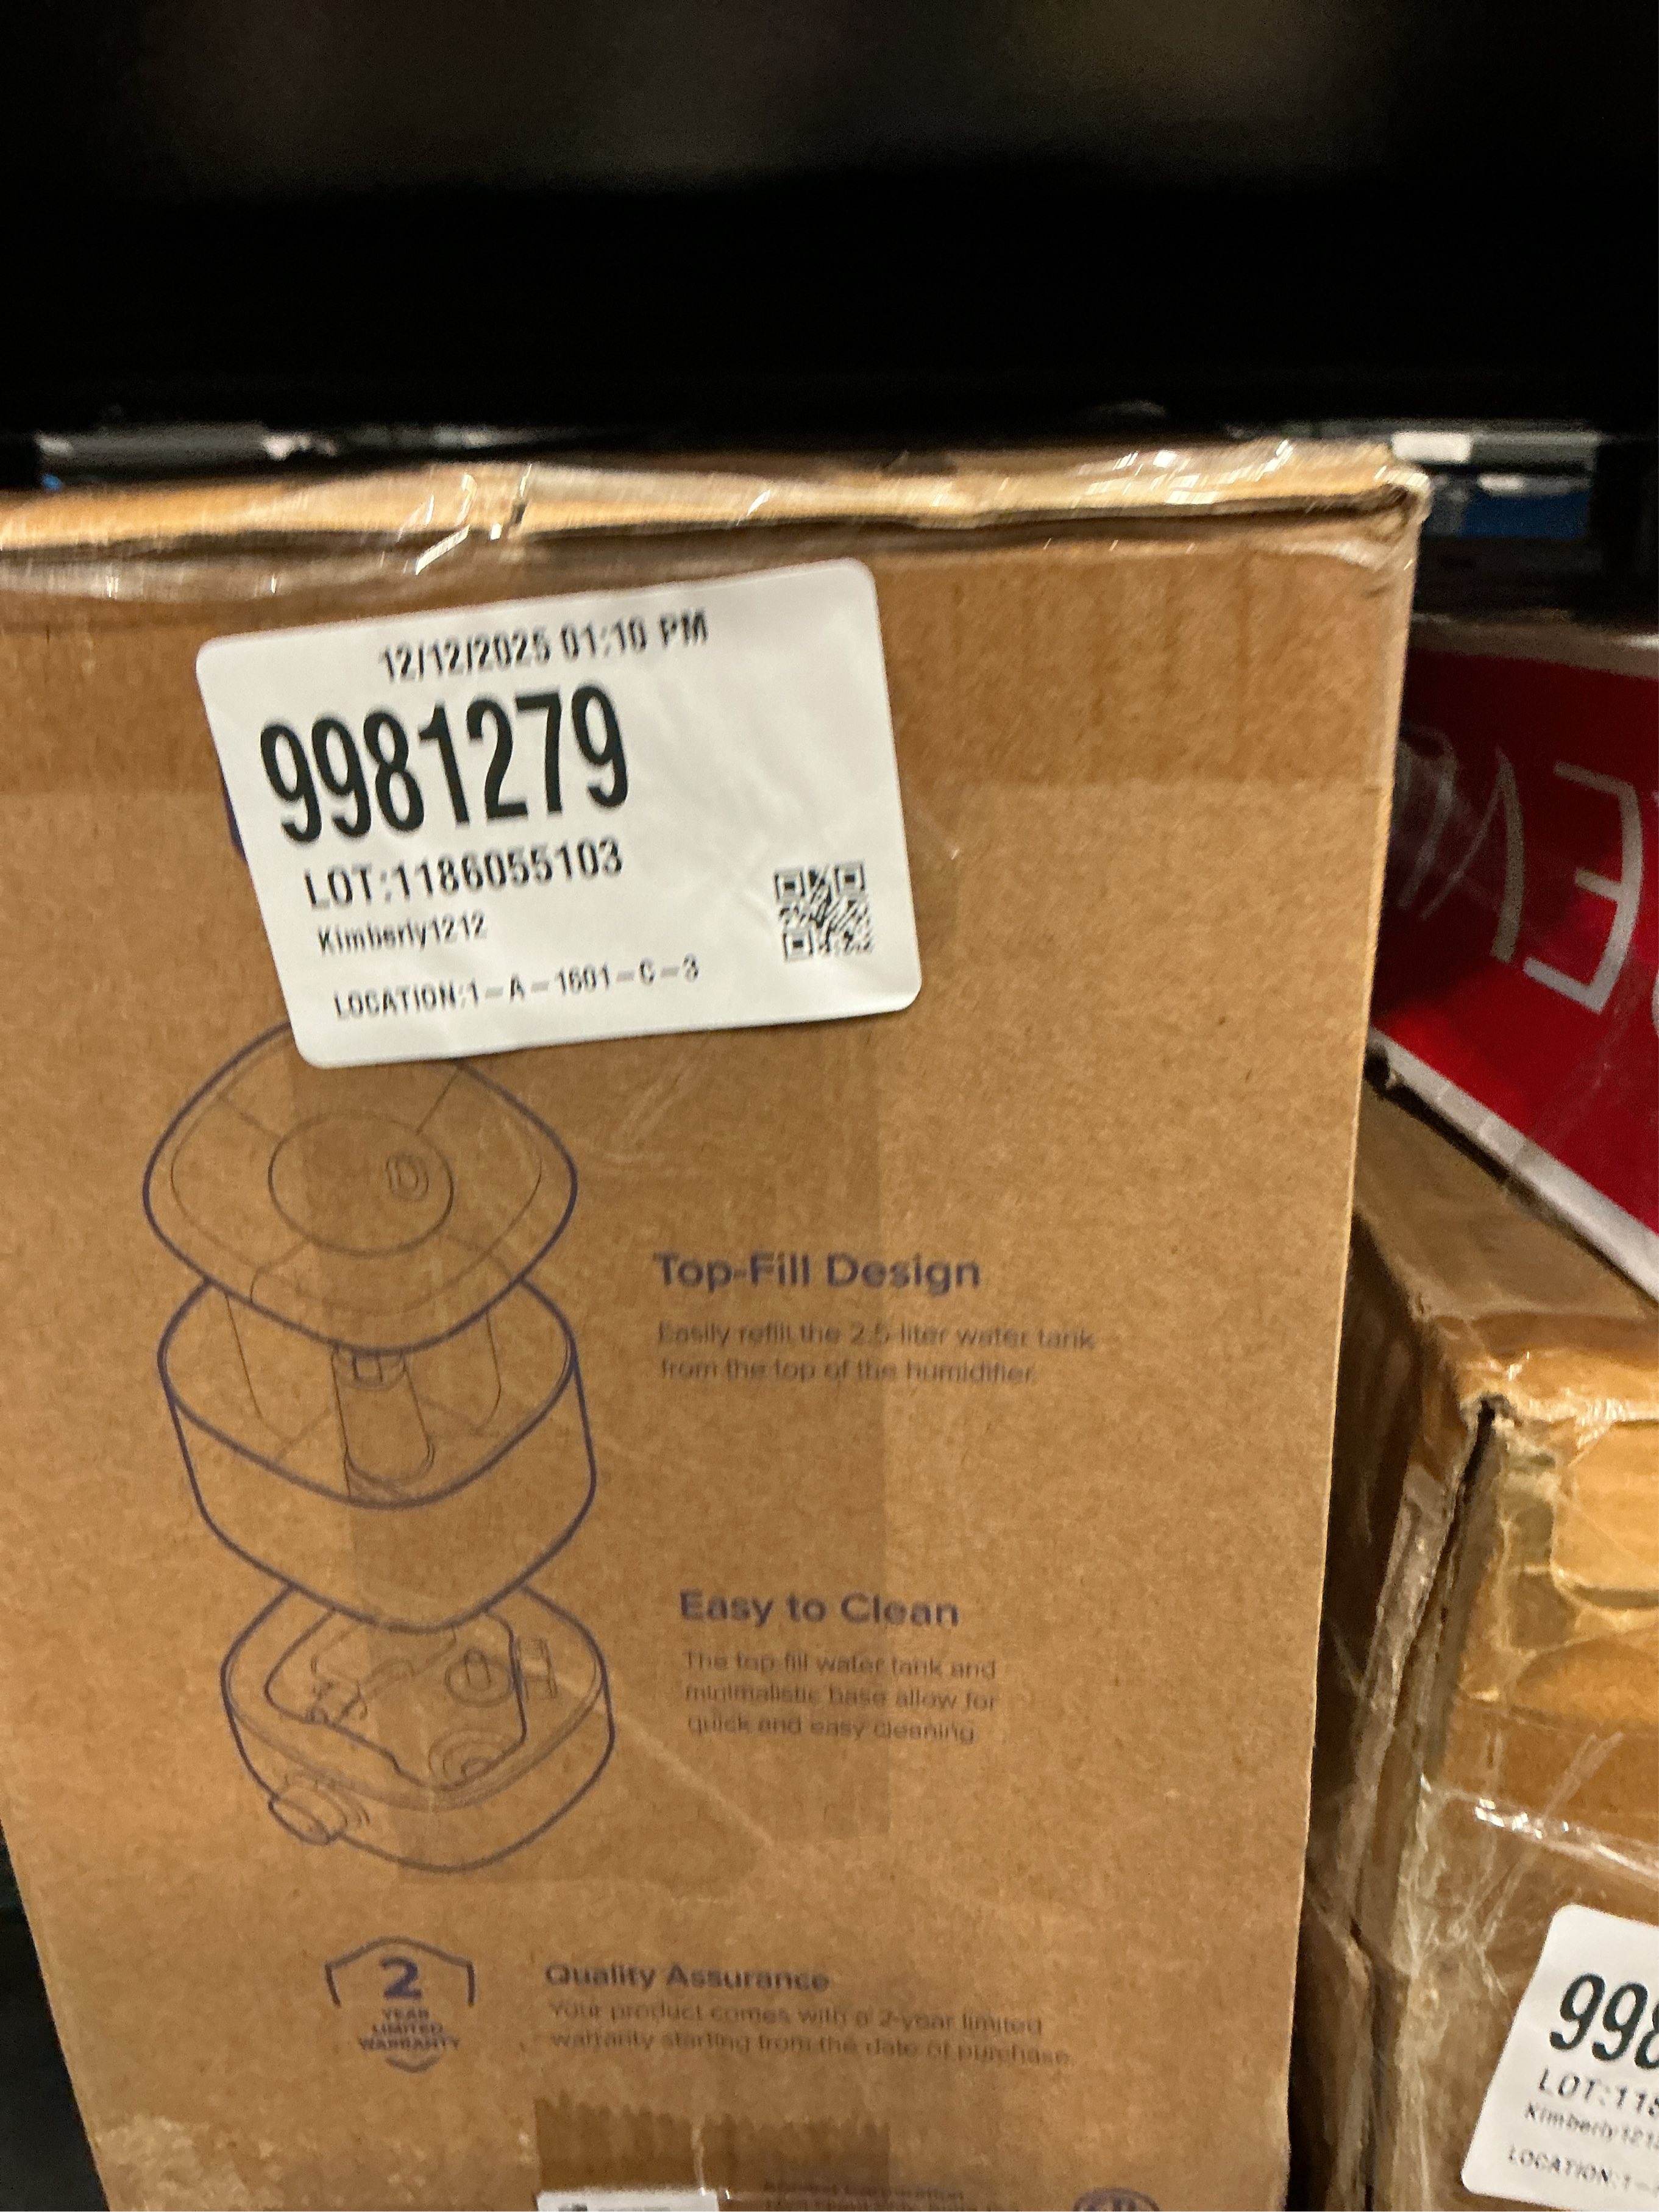 12/12/2025 01:10 PM
9981279
LOT:1186055103
Kimberly1212
LOCATION:1-A-1601-C-3
Top-Fill Design
Easily refill the 2.5-liter water tank
from the top of the humidifier.
Easy to Clean
The top-fill water tank and
minimalistic base allow for
quick and easy cleaning.
2
YEAR
LIMITED
WARRANTY
Quality Assurance
Your product comes with a 2-year limited
warranty starting from the date of purchase.
998
LOT:118
Kimberly1212
LOCATION:1-